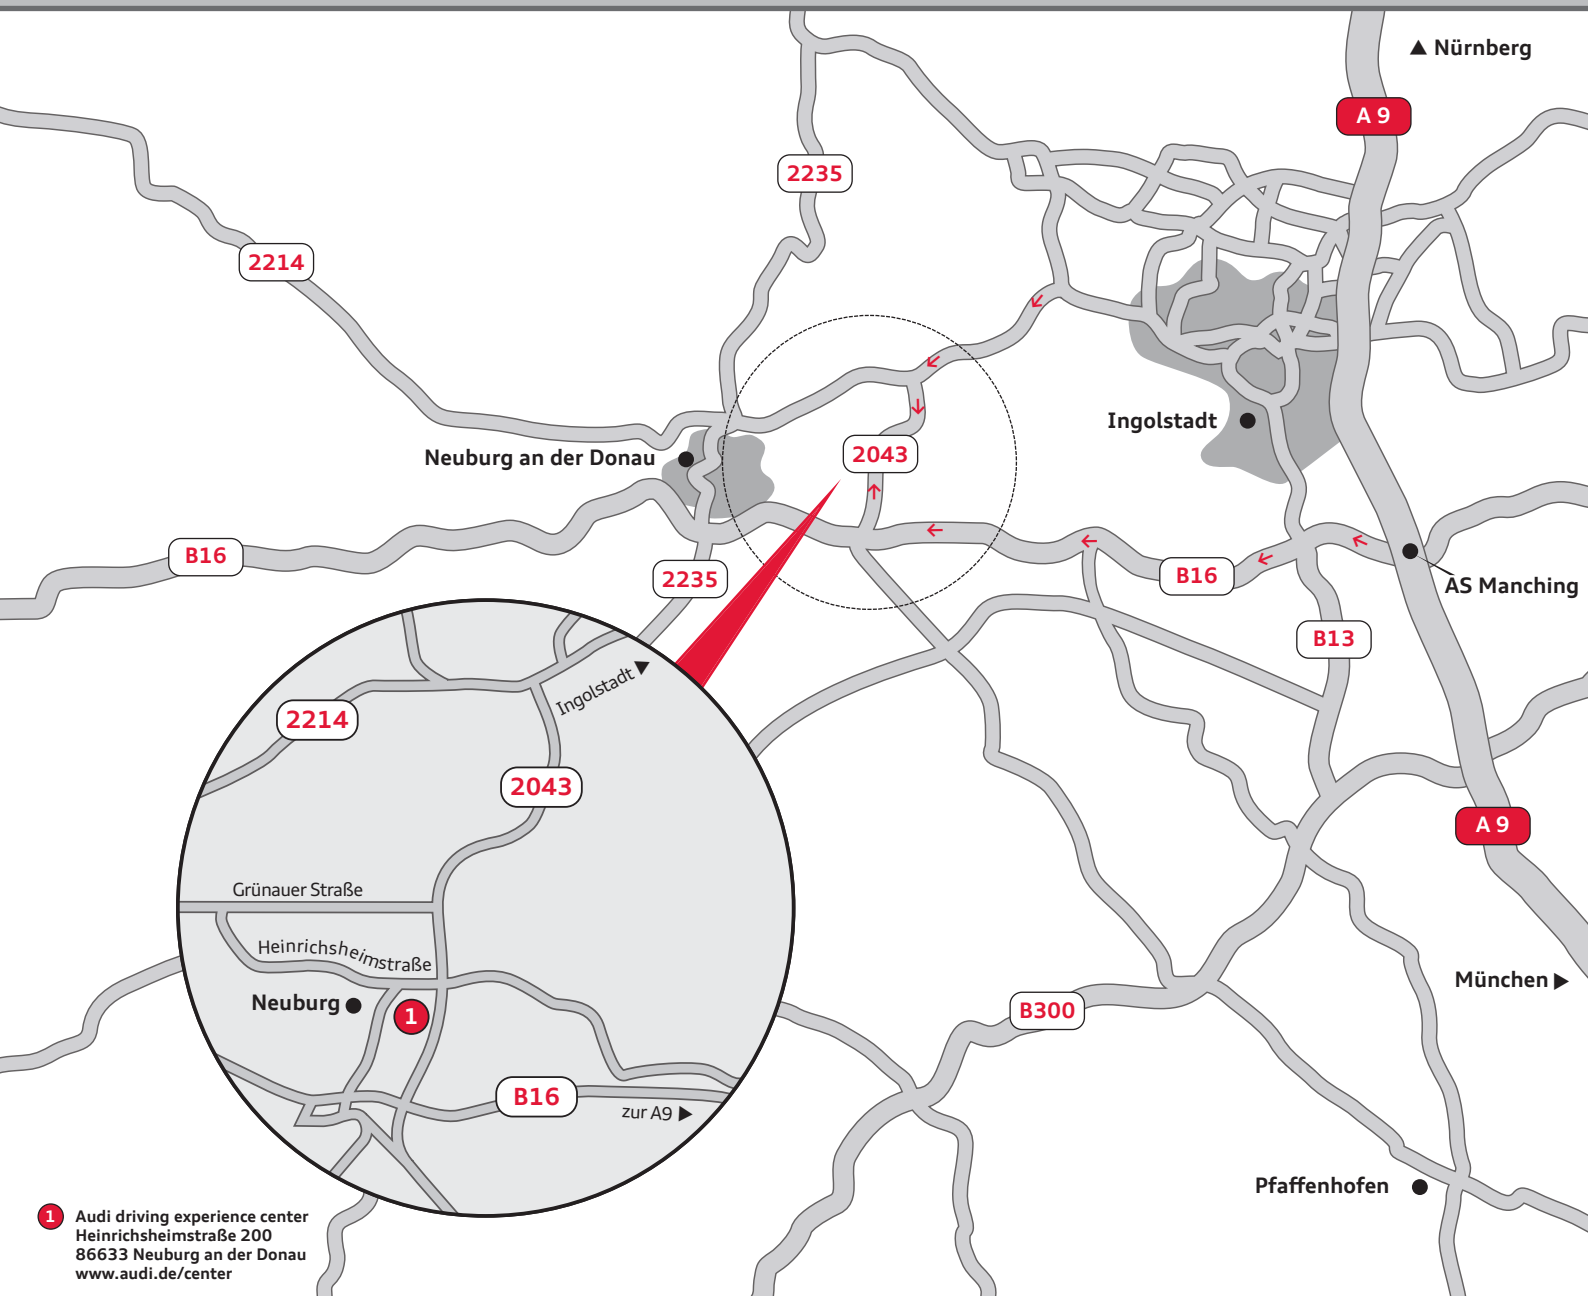 ▲ Nürnberg
A 9
2235
2214
Ingolstadt
2043
Neuburg an der Donau
B16
2235
B16
AS Manching
B13
Ingolstadt ▶
2214
2043
A 9
Grünauer Straße
Heinrichsheimstraße
Neuburg
1
München ▶
B300
B16
zur A9 ▶
Pfaffenhofen
1 Audi driving experience center
Heinrichsheimstraße 200
86633 Neuburg an der Donau
www.audi.de/center